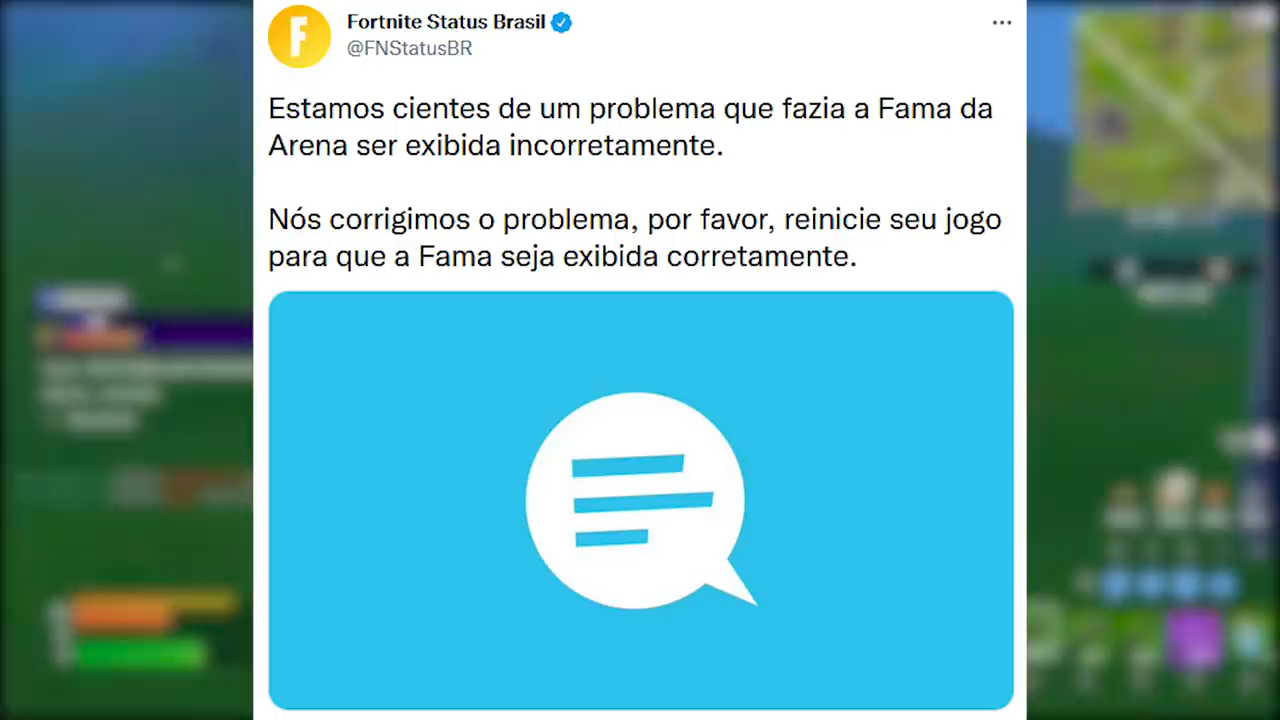 Fortnite Status Brasil
@FNStatusBR
Estamos cientes de um problema que fazia a Fama da
Arena ser exibida incorretamente.
Nós corrigimos o problema, por favor, reinicie seu jogo
para que a Fama seja exibida corretamente.